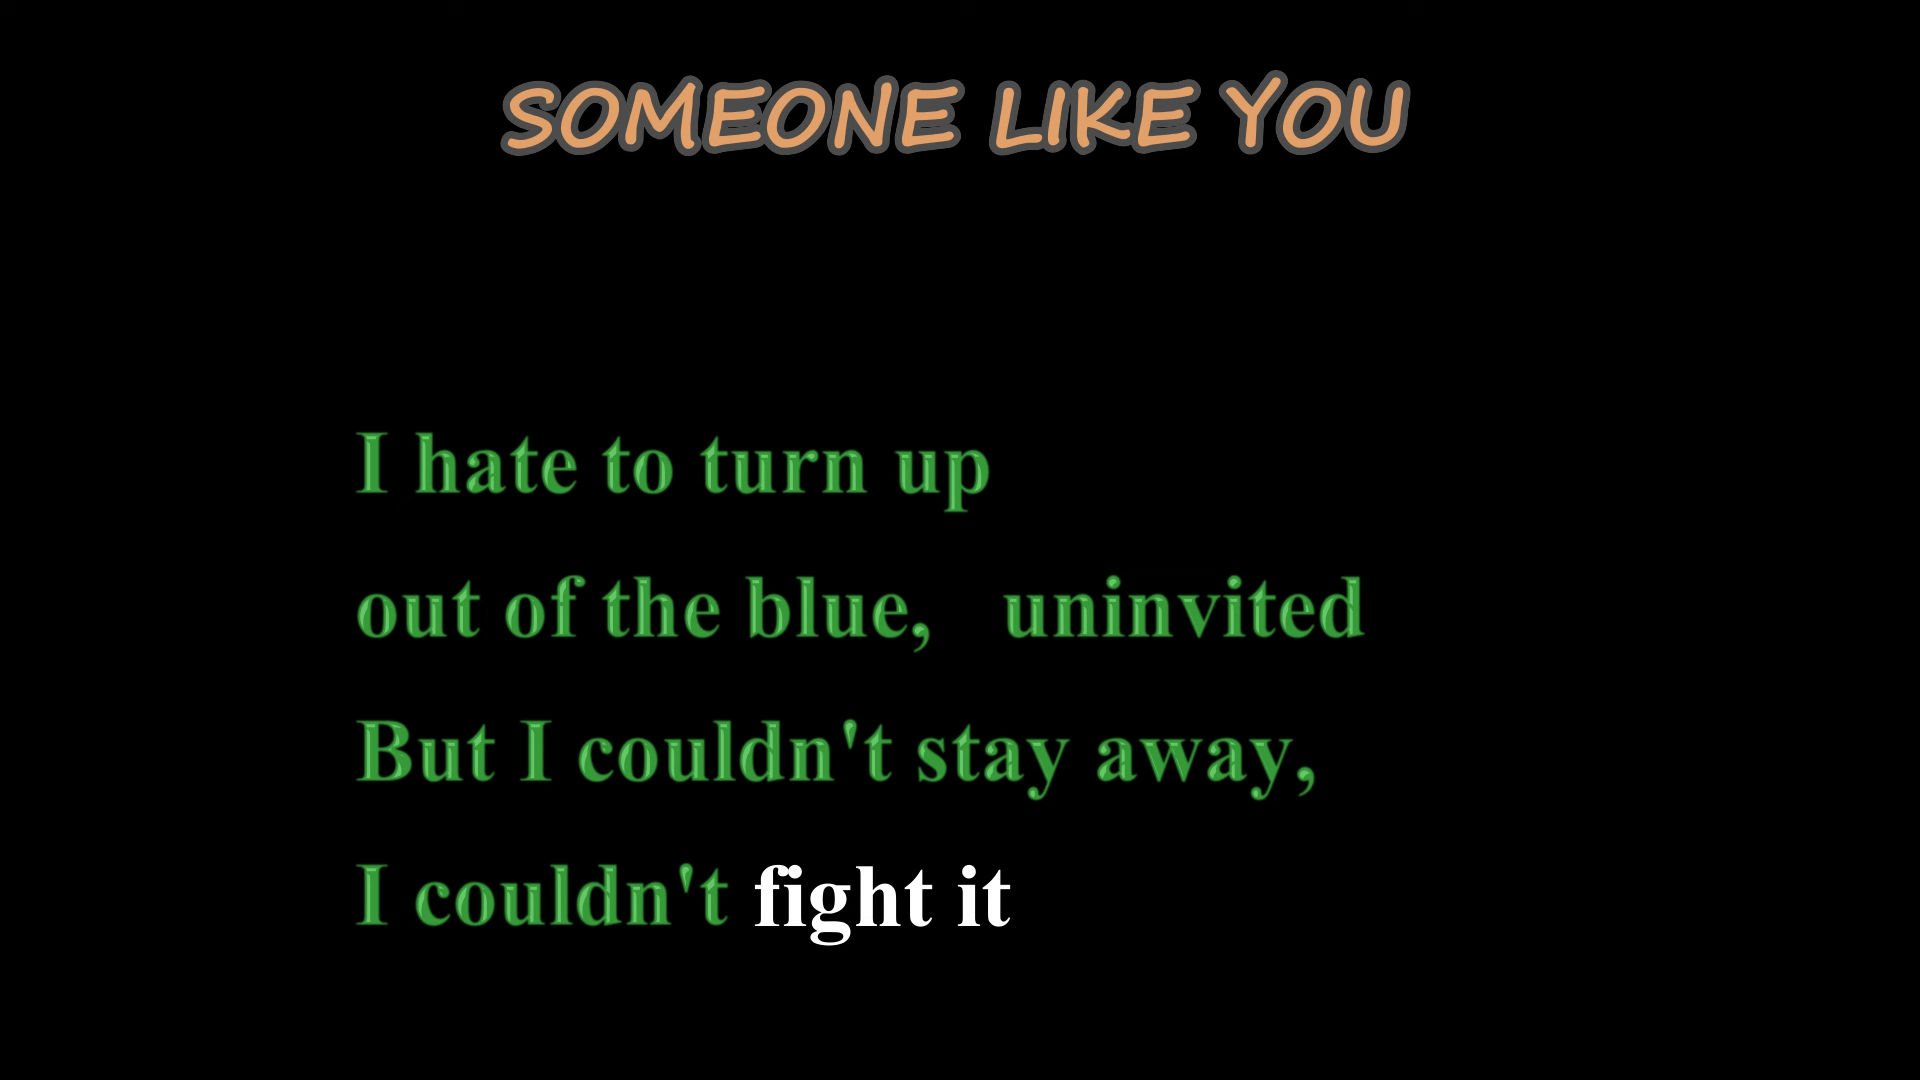 SOMEONE LIKE YOU
I hate to turn up
out of the blue, uninvited
But I couldn't stay away,
I couldn't fight it